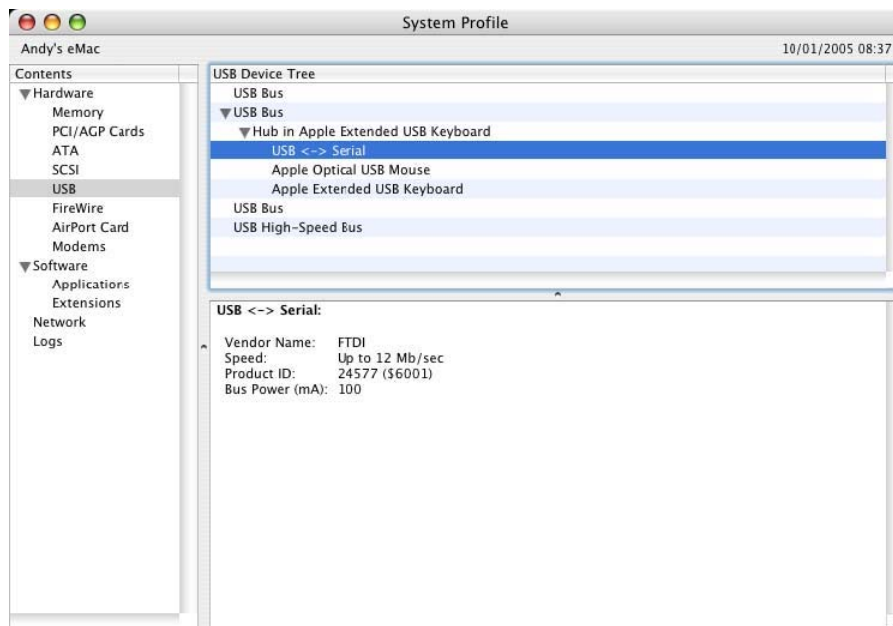 System Profile
Andy's eMac
10/01/2005 08:37
Contents
Hardware
Memory
PCI/AGP Cards
ATA
SCSI
USB
FireWire
AirPort Card
Modems
Software
Applications
Extensions
Network
Logs
USB Device Tree
USB Bus
USB Bus
Hub in Apple Extended USB Keyboard
USB <-> Serial
Apple Optical USB Mouse
Apple Extended USB Keyboard
USB Bus
USB High-Speed Bus
USB <-> Serial:
Vendor Name: FTDI
Speed: Up to 12 Mb/sec
Product ID: 24577 ($6001)
Bus Power (mA): 100